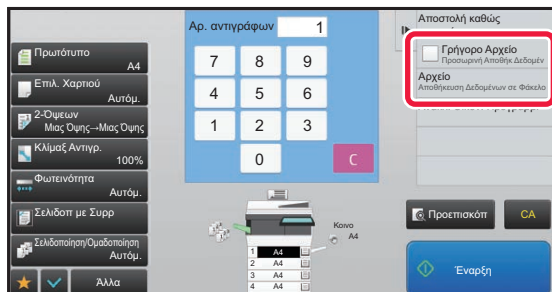 Αρ. αντιγράφων 1
Αποστολή καθώς
Πρωτότυπο
A4
Επιλ. Χαρτιού
Αυτόμ.
2-Όψεων
Μιας Όψης→Μιας Όψης
Κλίμαξ Αντιγρ.
100%
Φωτεινότητα
Αυτόμ.
Σελιδοπ με Συρρ
Σελιδοποίηση/Ομαδοποίηση
Αυτόμ.
Άλλα
7 8 9
4 5 6
1 2 3
0 C
Κοινο
A4
1 A4
2 A4
3 A4
4 A4
Γρήγορο Αρχείο
Προσωρινή Αποθήκ Δεδομέν
Αρχείο
Αποθήκευση Δεδομένων σε Φάκελο
Προεπισκόπ
CA
Έναρξη